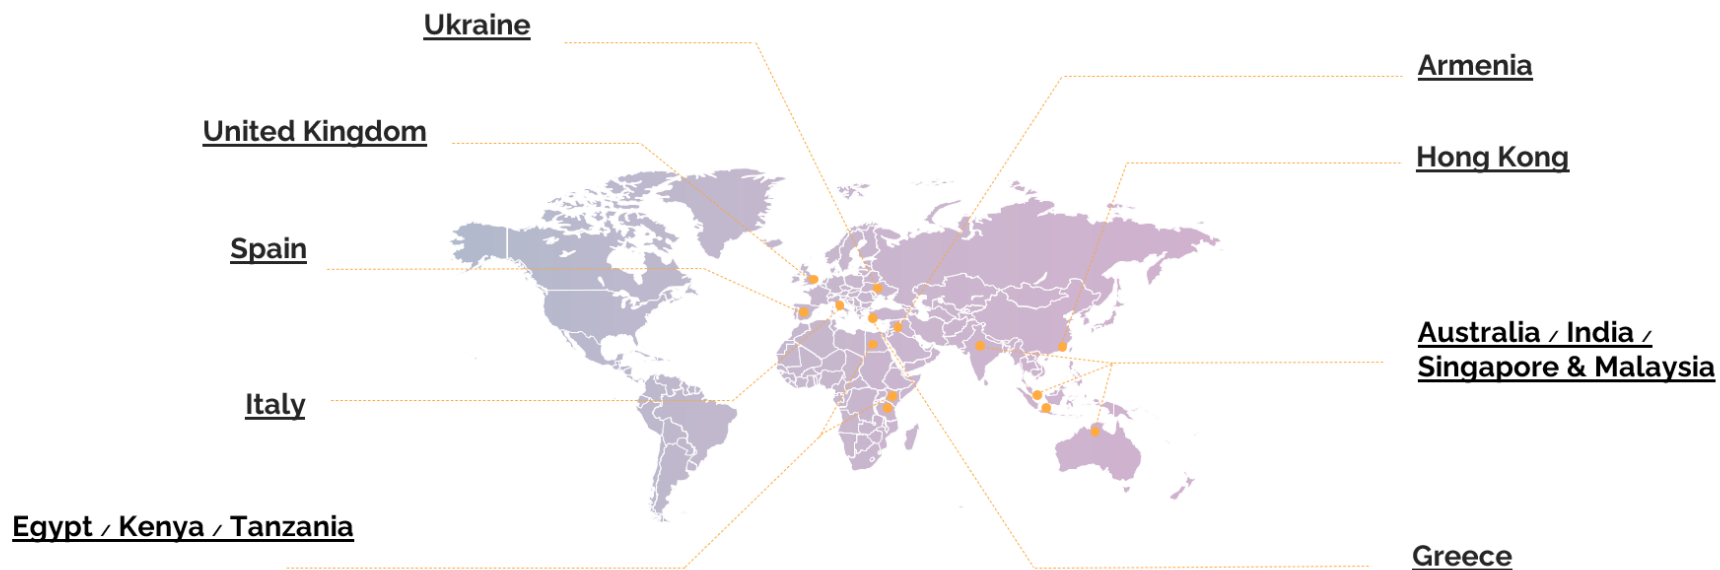 Ukraine
Armenia
United Kingdom
Hong Kong
Spain
Australia / India /
Singapore & Malaysia
Italy
Egypt / Kenya / Tanzania
Greece